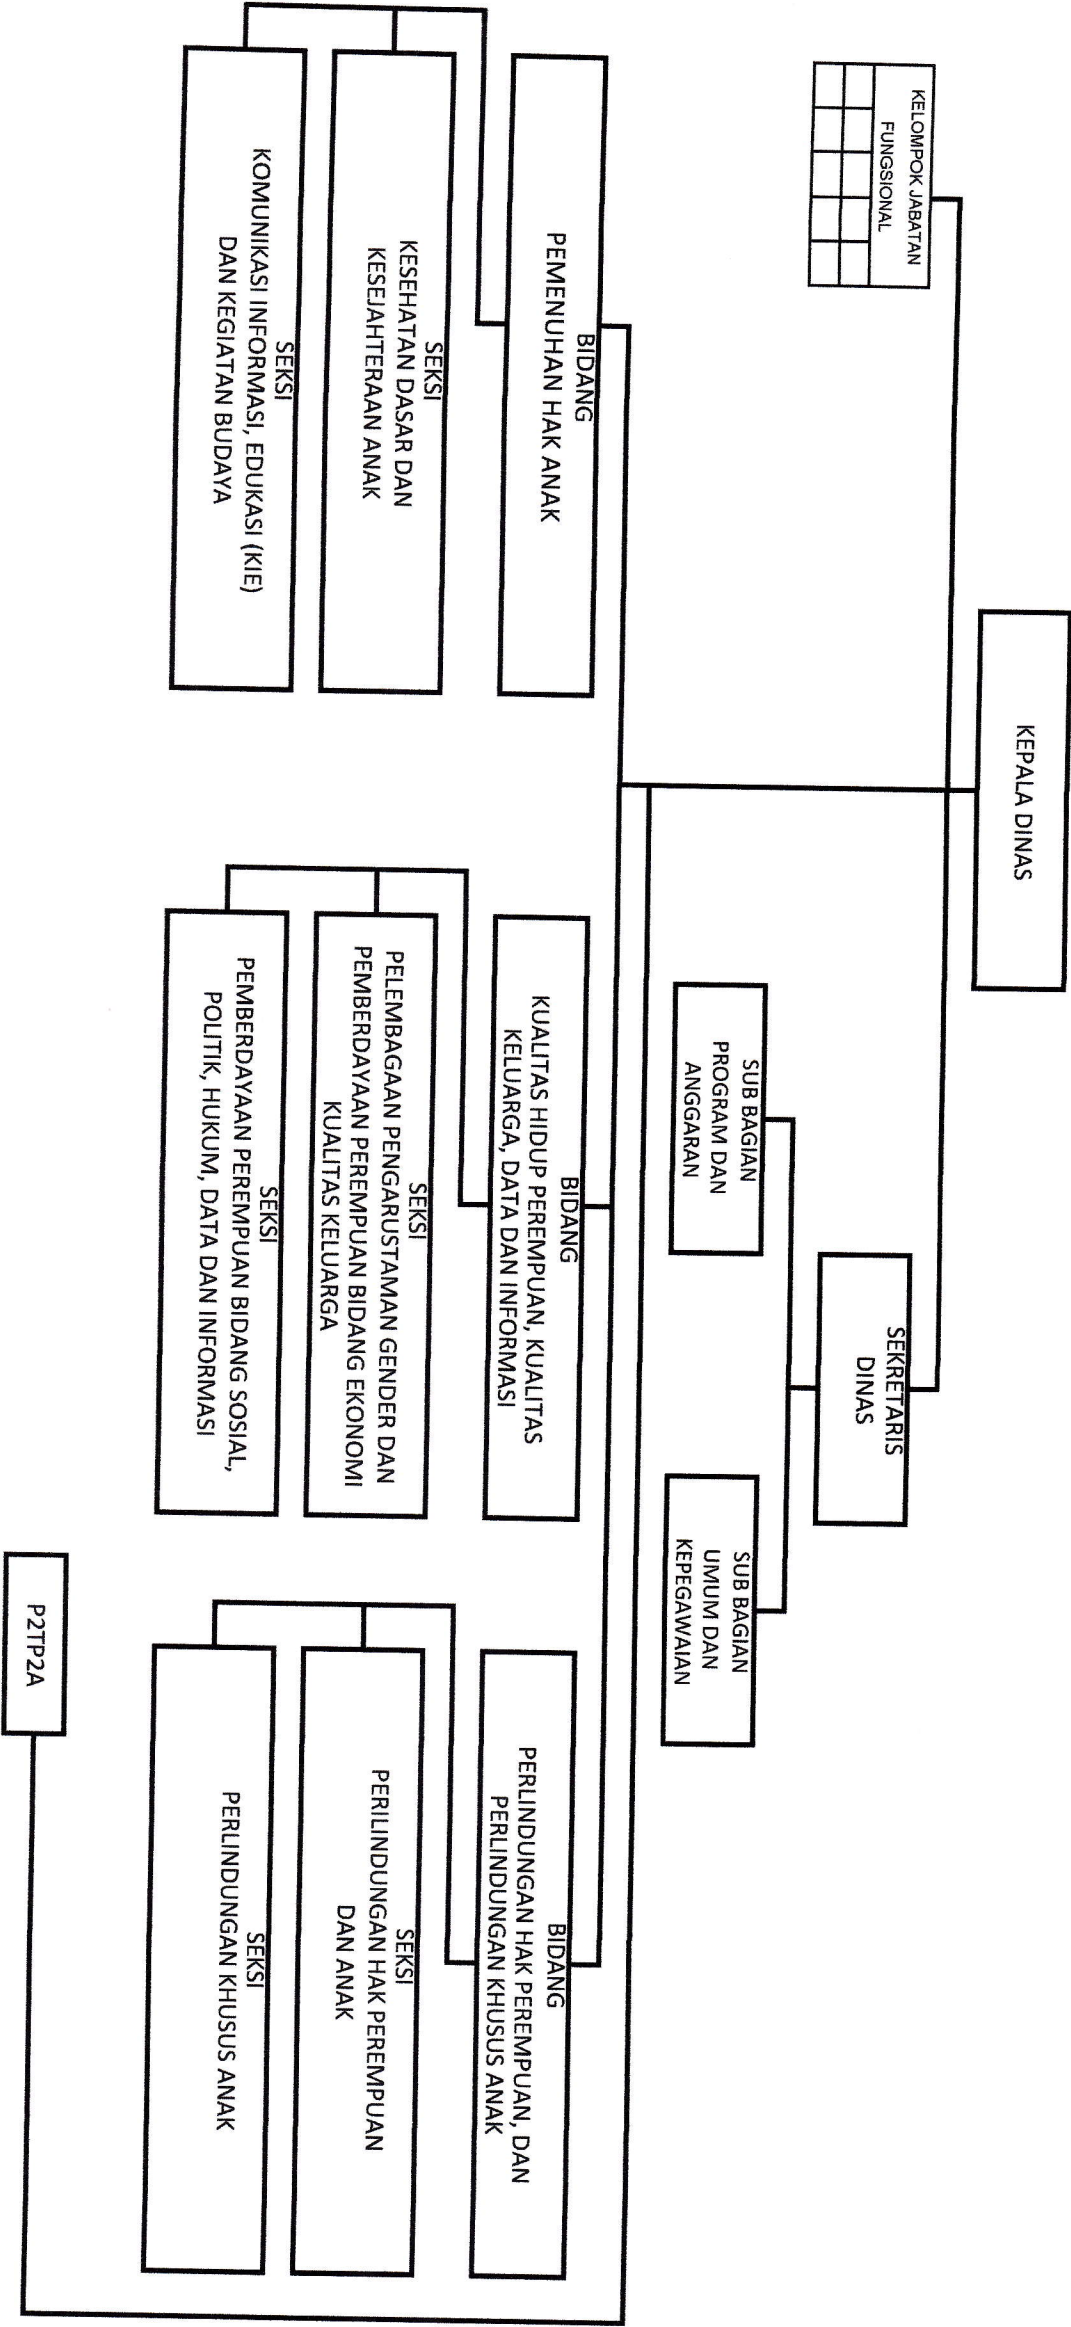 KEPALA DINAS
KELOMPOK JABATAN
FUNGSIONAL
SEKRETARIS
DINAS
SUB BAGIAN
PROGRAM DAN
ANGGARAN
SUB BAGIAN
UMUM DAN
KEPEGAWAIAN
BIDANG
PEMENUHAN HAK ANAK
SEKSI
KESEHATAN DASAR DAN
KESEJAHTERAAN ANAK
SEKSI
KOMUNIKASI INFORMASI, EDUKASI (KIE)
DAN KEGIATAN BUDAYA
BIDANG
KUALITAS HIDUP PEREMPUAN, KUALITAS
KELUARGA, DATA DAN INFORMASI
SEKSI
PELEMBAGAAN PENGARUSTAMAN GENDER DAN
PEMBERDAYAAN PEREMPUAN BIDANG EKONOMI
KUALITAS KELUARGA
SEKSI
PEMBERDAYAAN PEREMPUAN BIDANG SOSIAL,
POLITIK, HUKUM, DATA DAN INFORMASI
BIDANG
PERLINDUNGAN HAK PEREMPUAN, DAN
PERLINDUNGAN KHUSUS ANAK
SEKSI
PERILINDUNGAN HAK PEREMPUAN
DAN ANAK
SEKSI
PERLINDUNGAN KHUSUS ANAK
P2TP2A